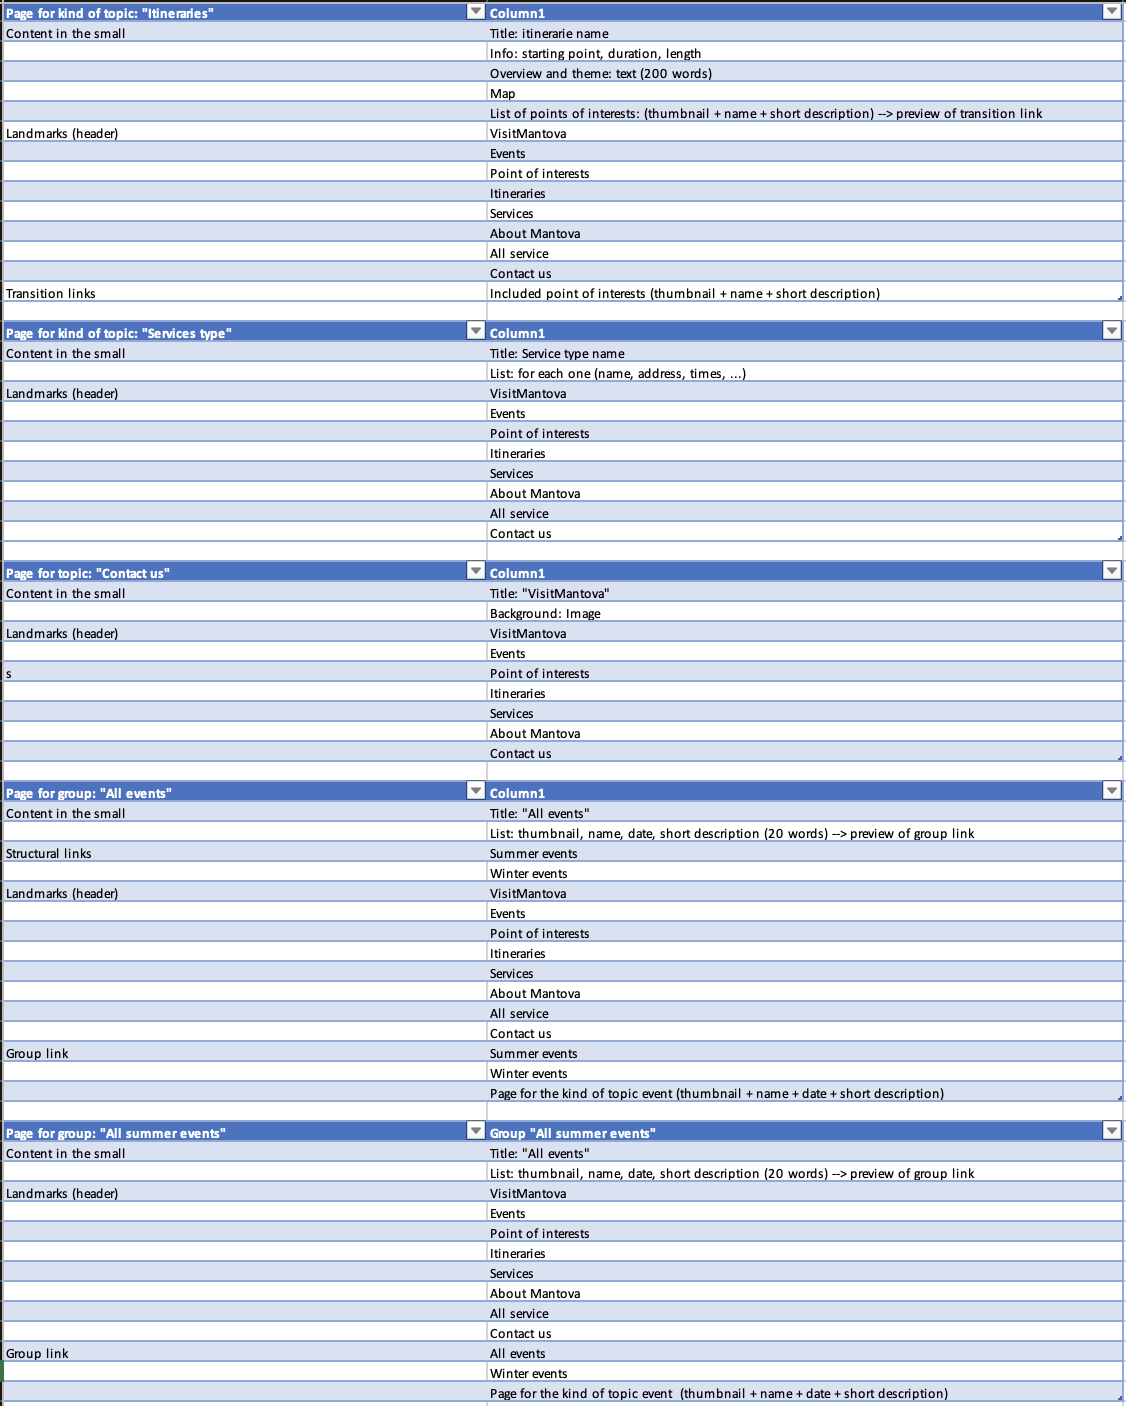 Page for kind of topic: "Itineraries" Column1
Content in the small Title: itinerarie name
Info: starting point, duration, length
Overview and theme: text (200 words)
Map
List of points of interests: (thumbnail + name + short description) --> preview of transition link
Landmarks (header) VisitMantova
Events
Point of interests
Itineraries
Services
About Mantova
All service
Contact us
Transition links Included point of interests (thumbnail + name + short description)
Page for kind of topic: "Services type" Column1
Content in the small Title: Service type name
List: for each one (name, address, times, ...)
Landmarks (header) VisitMantova
Events
Point of interests
Itineraries
Services
About Mantova
All service
Contact us
Page for topic: "Contact us" Column1
Content in the small Title: "VisitMantova"
Background: Image
Landmarks (header) VisitMantova
Events
s Point of interests
Itineraries
Services
About Mantova
Contact us
Page for group: "All events" Column1
Content in the small Title: "All events"
List: thumbnail, name, date, short description (20 words) --> preview of group link
Structural links Summer events
Winter events
Landmarks (header) VisitMantova
Events
Point of interests
Itineraries
Services
About Mantova
All service
Contact us
Group link Summer events
Winter events
Page for the kind of topic event (thumbnail + name + date + short description)
Page for group: "All summer events" Group "All summer events"
Content in the small Title: "All events"
List: thumbnail, name, date, short description (20 words) --> preview of group link
Landmarks (header) VisitMantova
Events
Point of interests
Itineraries
Services
About Mantova
All service
Contact us
Group link All events
Winter events
Page for the kind of topic event  (thumbnail + name + date + short description)